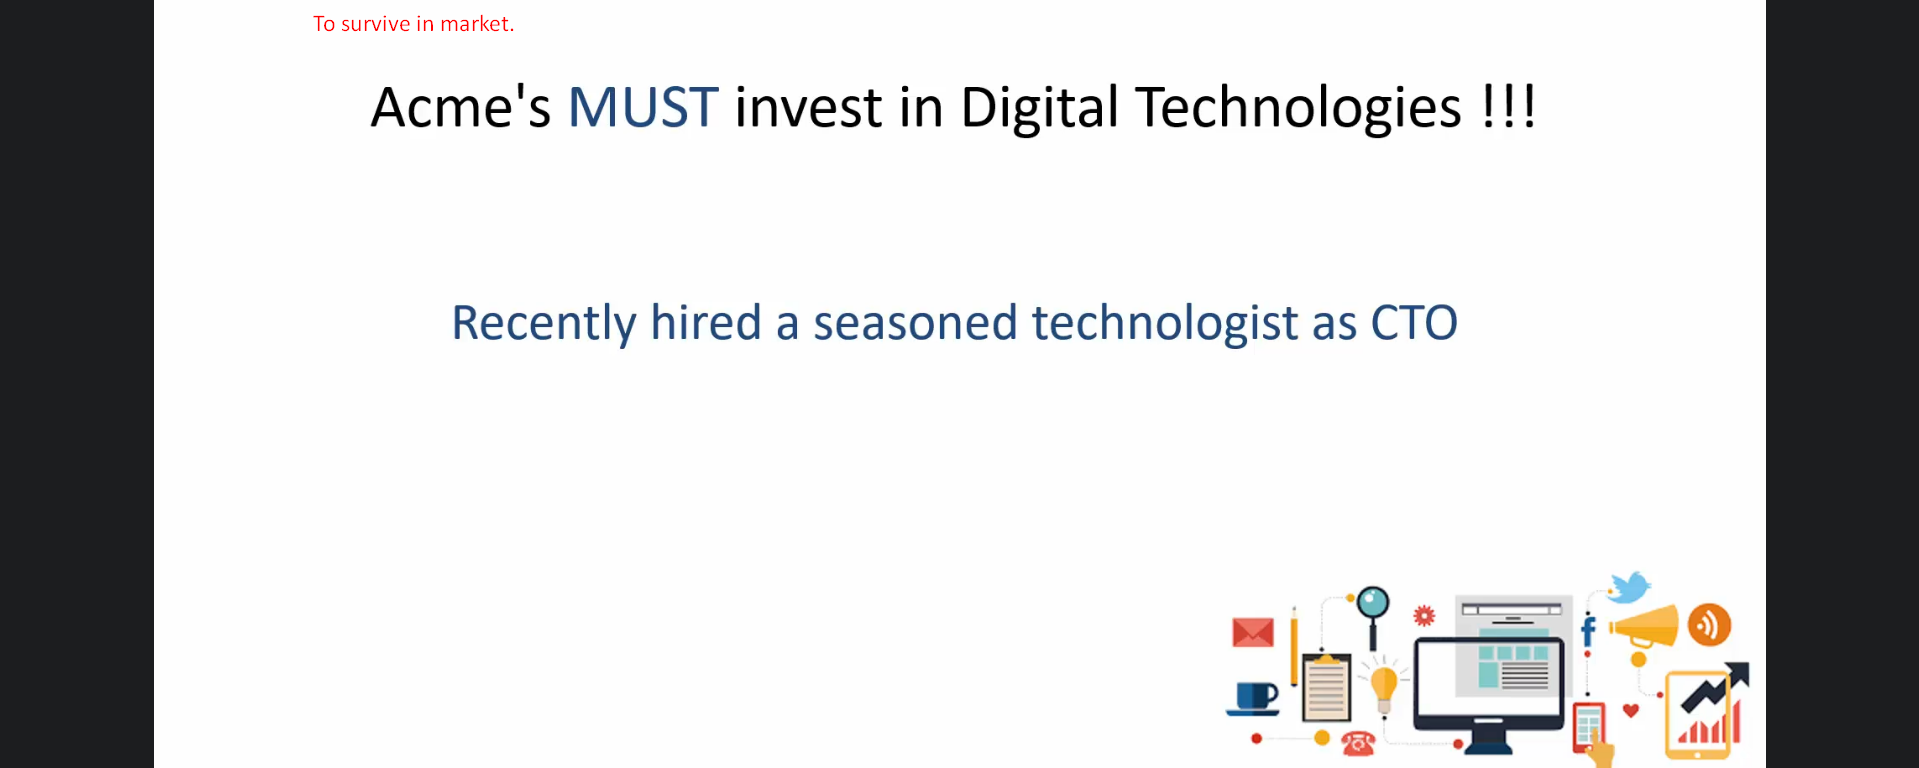 To survive in market.
Acme's MUST invest in Digital Technologies !!!
Recently hired a seasoned technologist as CTO